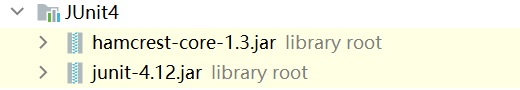 JUnit4
hamcrest-core-1.3.jar library root
junit-4.12.jar library root